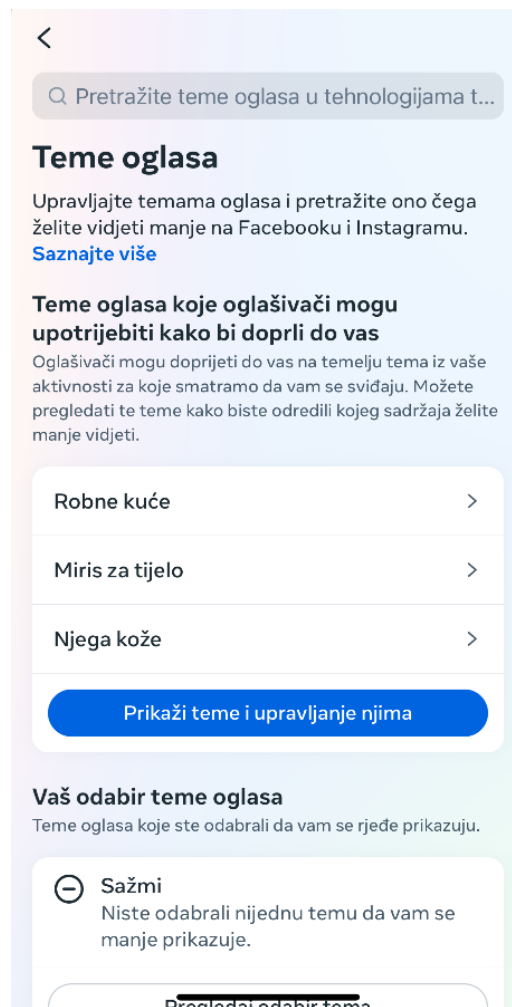 Pretražite teme oglasa u tehnologijama t...
Teme oglasa
Upravljajte temama oglasa i pretražite ono čega
želite vidjeti manje na Facebooku i Instagramu.
Saznajte više
Teme oglasa koje oglašivači mogu
upotrijebiti kako bi doprli do vas
Oglašivači mogu doprijeti do vas na temelju tema iz vaše
aktivnosti za koje smatramo da vam se sviđaju. Možete
pregledati te teme kako biste odredili kojeg sadržaja želite
manje vidjeti.
Robne kuće
Miris za tijelo
Njega kože
Prikaži teme i upravljanje njima
Vaš odabir teme oglasa
Teme oglasa koje ste odabrali da vam se rjeđe prikazuju.
Sažmi
Niste odabrali nijednu temu da vam se
manje prikazuje.
Pregledaj odabir tema